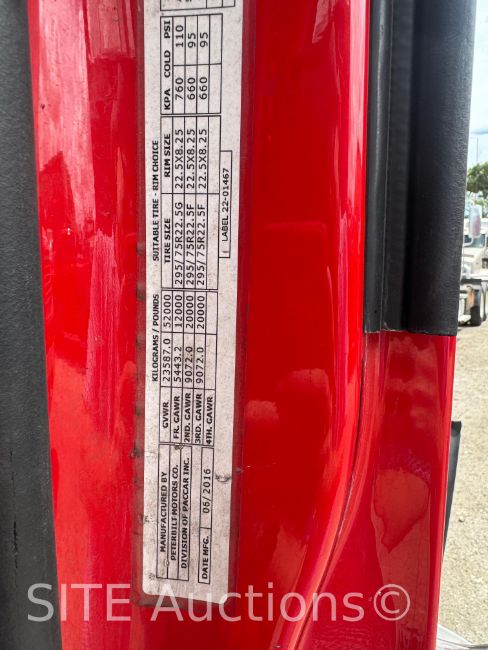 MANUFACTURED BY
PETERBILT MOTORS CO.
DIVISION OF PACCAR INC.
DATE MFG. 06/2016
KILOGRAMS / POUNDS
SUITABLE TIRE - RIM CHOICE
TIRE SIZE RIM SIZE KPA COLD PSI
GVWR 23587.0 52000
FR. GAWR 5443.2 12000 295/75R22.5G 22.5X8.25 760 110
2ND. GAWR 9072.0 20000 295/75R22.5F 22.5X8.25 660 95
3RD. GAWR 9072.0 20000 295/75R22.5F 22.5X8.25 660 95
4TH. GAWR
LABEL 22-01467
SITE Auctions©